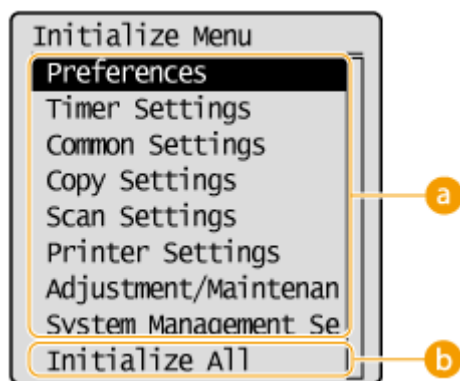 Initialize Menu
Preferences
Timer Settings
Common Settings
Copy Settings
Scan Settings
Printer Settings
Adjustment/Maintenan
System Management Se
Initialize All
a
b